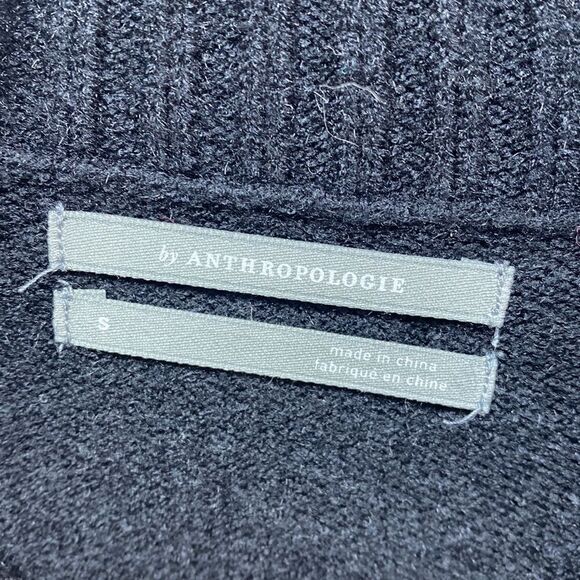 by ANTHROPOLOGIE
S
made in china
fabriqué en chine